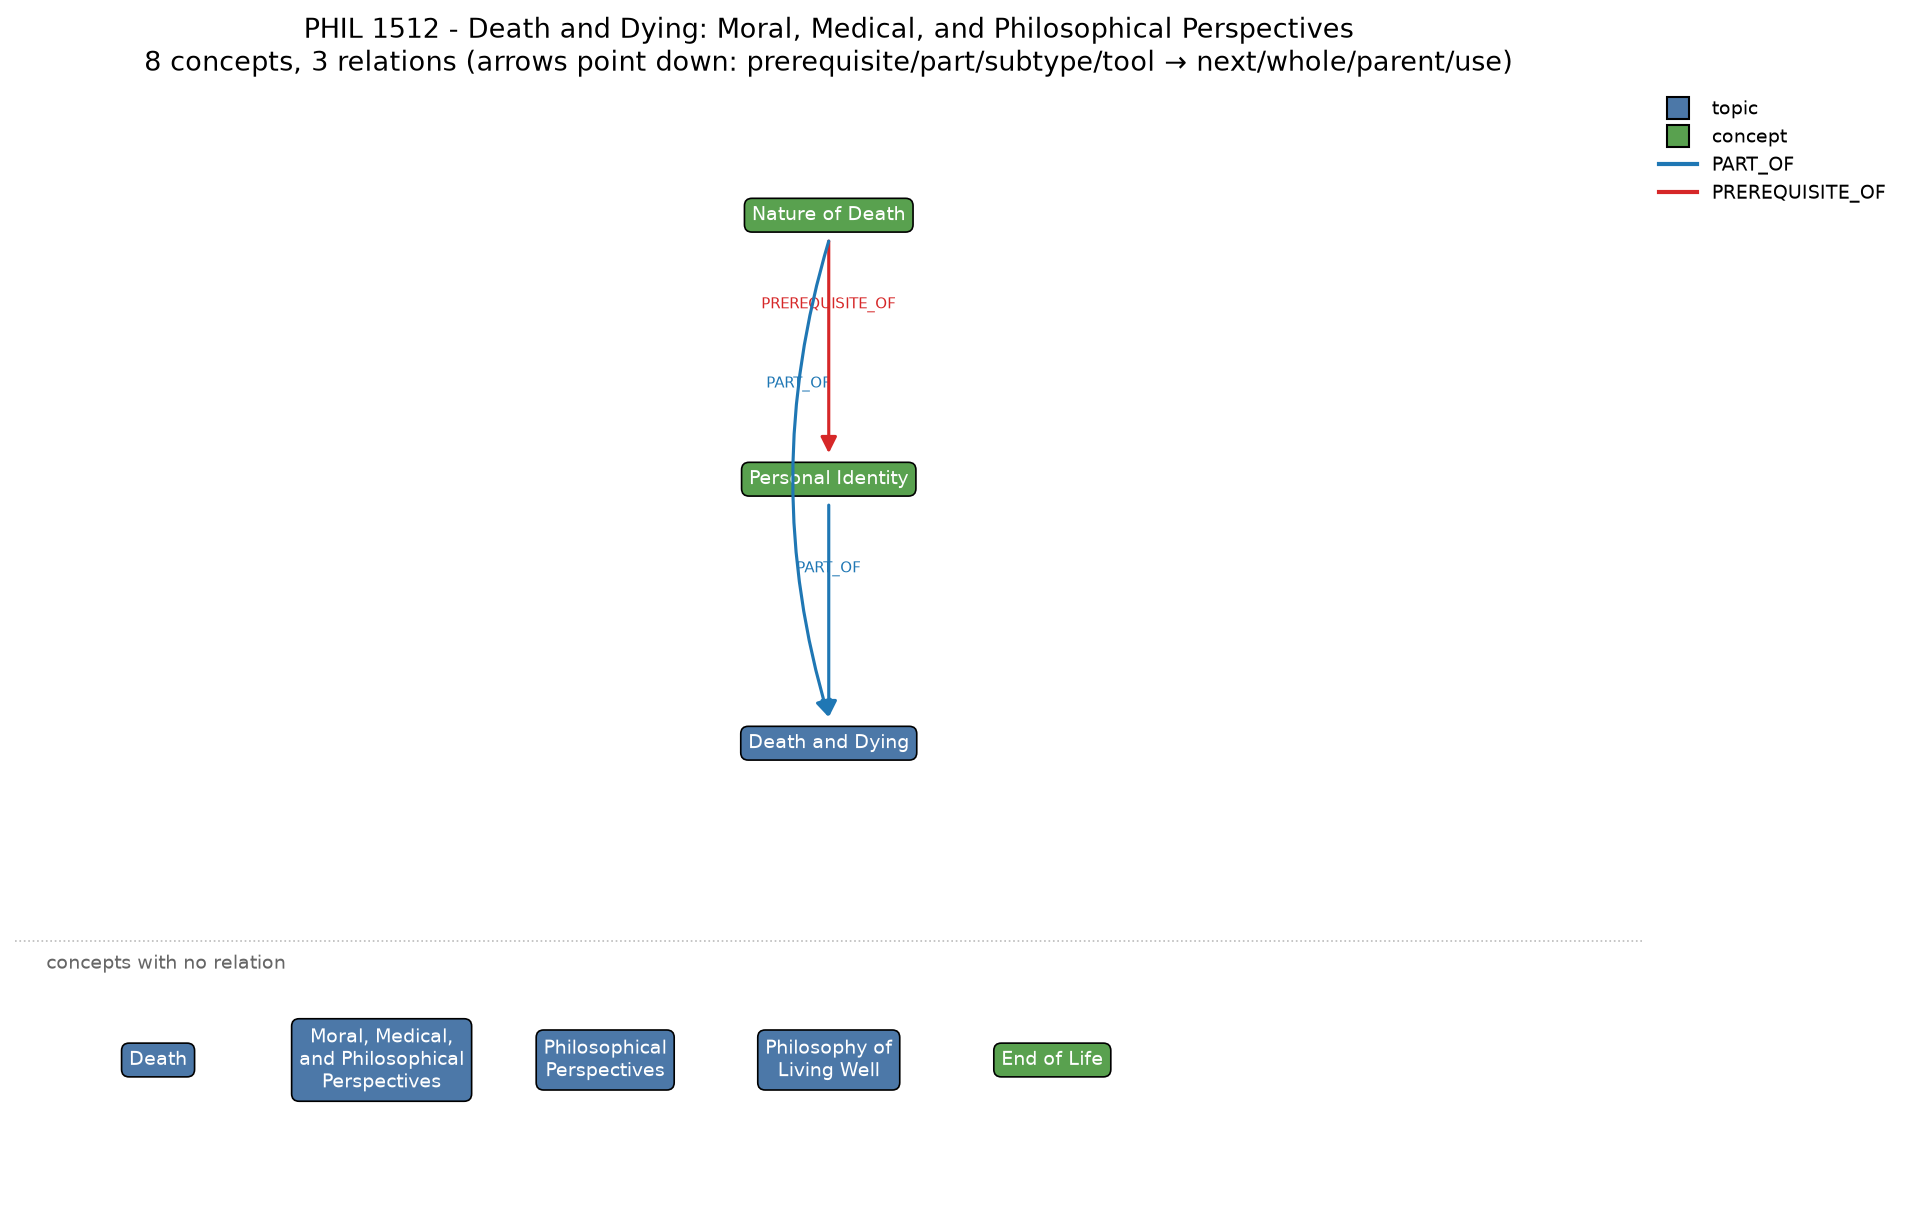 PHIL 1512 - Death and Dying: Moral, Medical, and Philosophical Perspectives
8 concepts, 3 relations (arrows point down: prerequisite/part/subtype/tool → next/whole/parent/use)
topic
concept
PART_OF
PREREQUISITE_OF
Nature of Death
PREREQUISITE_OF
PART_OF
Personal Identity
PART_OF
Death and Dying
concepts with no relation
Death
Moral, Medical,
and Philosophical
Perspectives
Philosophical
Perspectives
Philosophy of
Living Well
End of Life